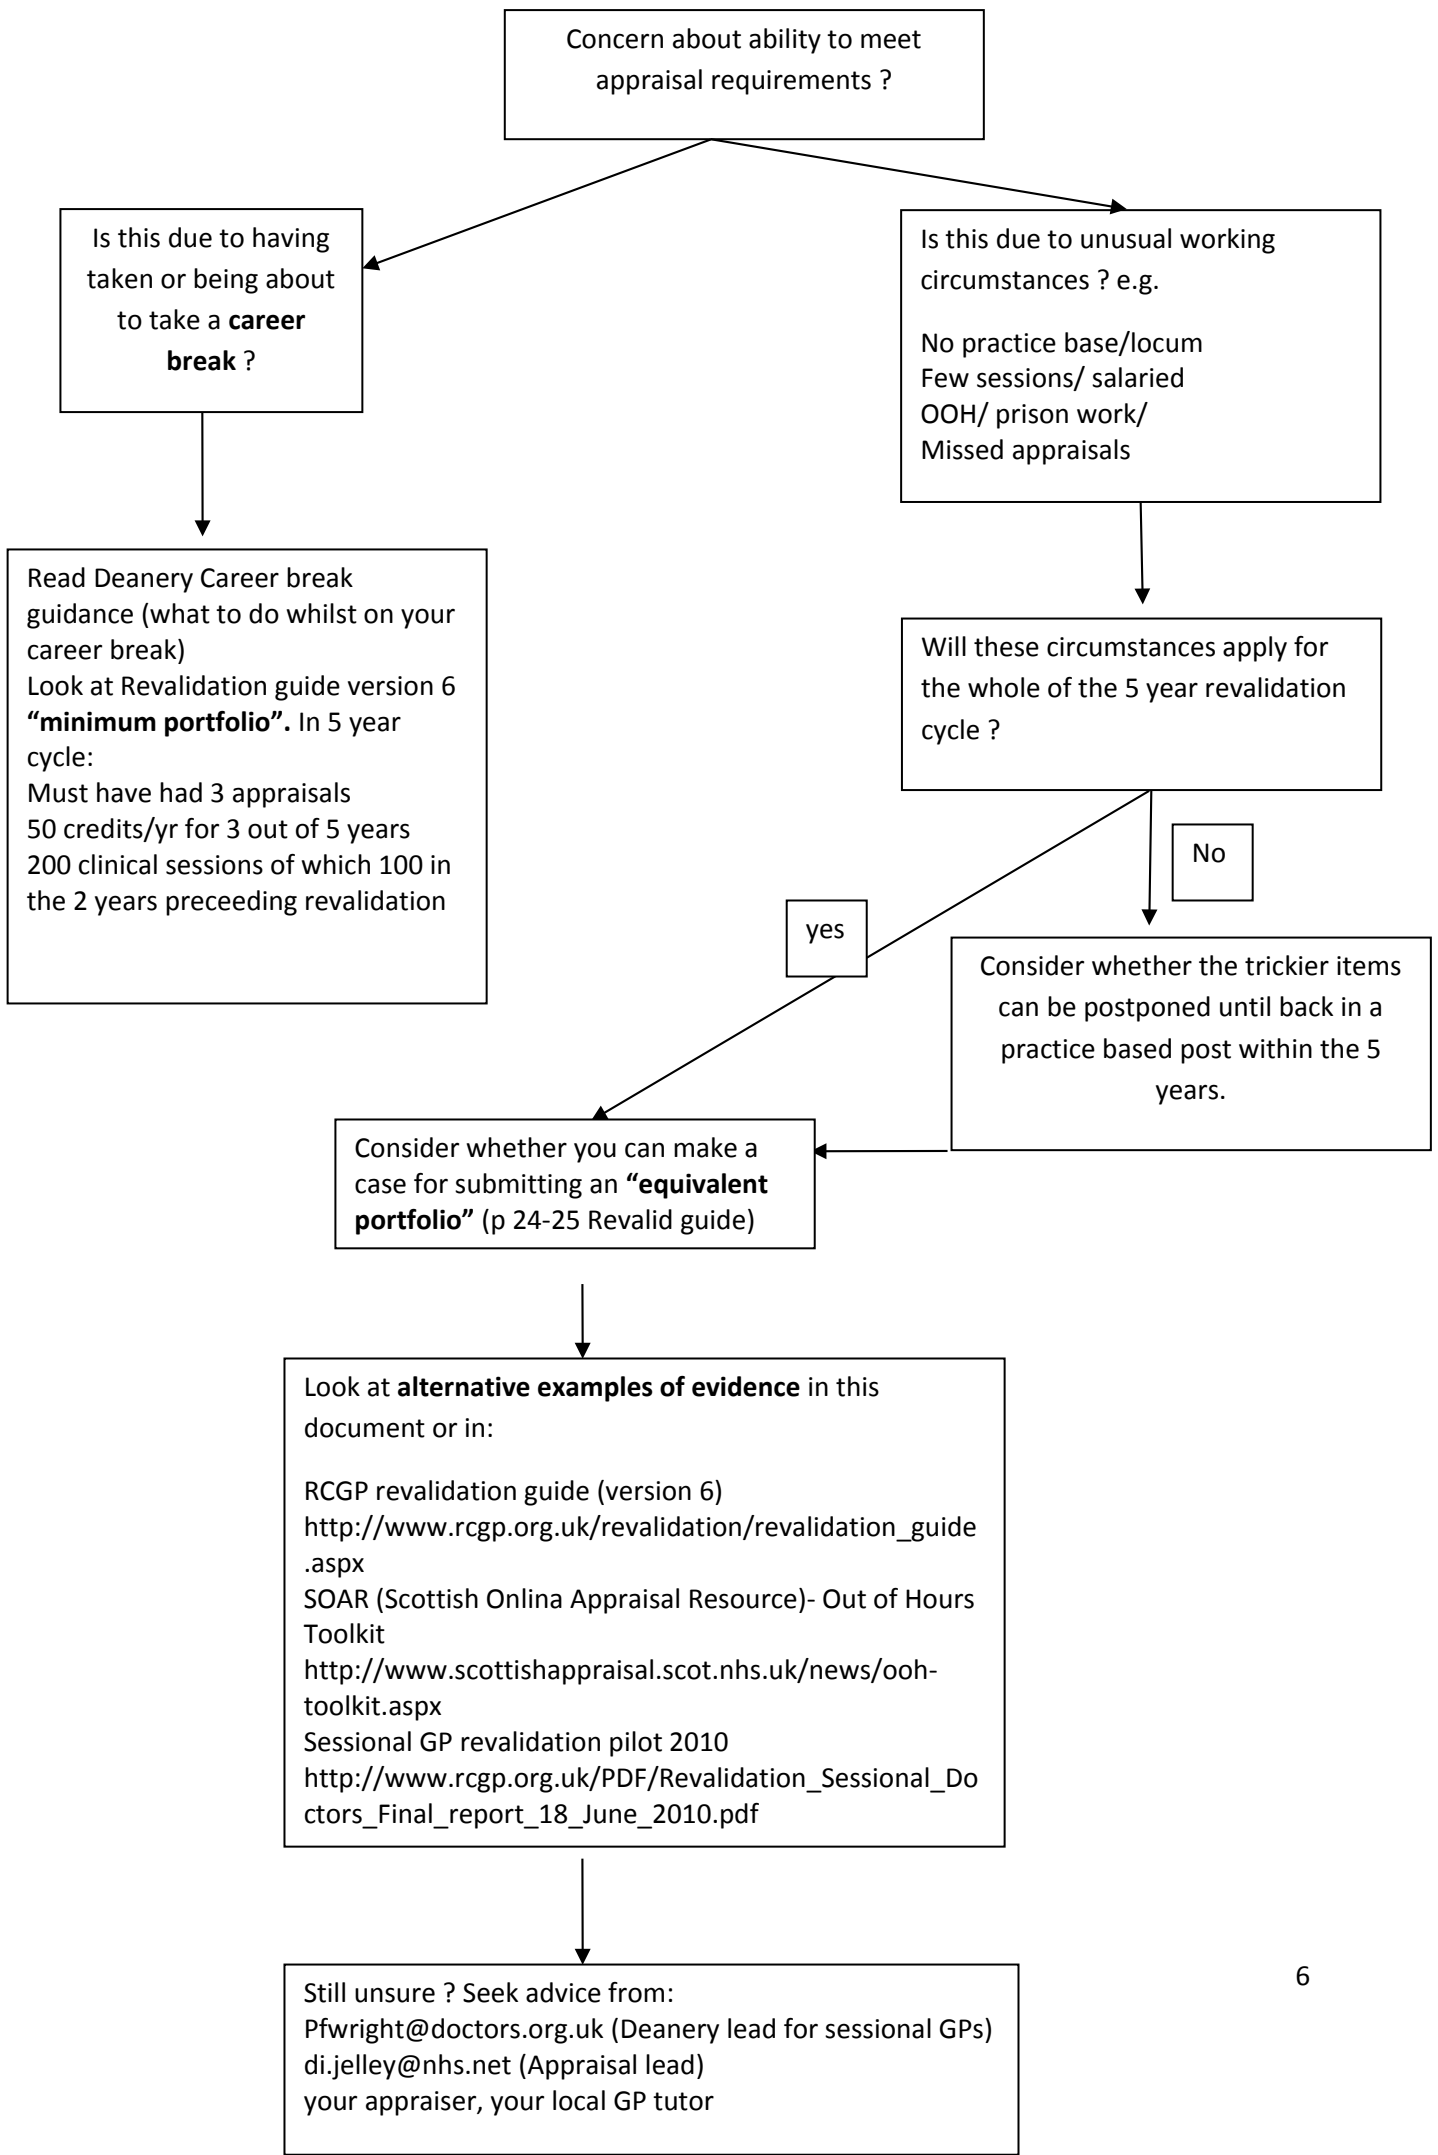 Concern about ability to meet
appraisal requirements ?
Is this due to having
taken or being about
to take a career
break ?
Is this due to unusual working
circumstances ? e.g.
No practice base/locum
Few sessions/ salaried
OOH/ prison work/
Missed appraisals
Read Deanery Career break
guidance (what to do whilst on your
career break)
Look at Revalidation guide version 6
“minimum portfolio”. In 5 year
cycle:
Must have had 3 appraisals
50 credits/yr for 3 out of 5 years
200 clinical sessions of which 100 in
the 2 years preceeding revalidation
Will these circumstances apply for
the whole of the 5 year revalidation
cycle ?
No
yes
Consider whether the trickier items
can be postponed until back in a
practice based post within the 5
years.
Consider whether you can make a
case for submitting an “equivalent
portfolio” (p 24-25 Revalid guide)
Look at alternative examples of evidence in this
document or in:
RCGP revalidation guide (version 6)
http://www.rcgp.org.uk/revalidation/revalidation_guide
.aspx
SOAR (Scottish Onlina Appraisal Resource)- Out of Hours
Toolkit
http://www.scottishappraisal.scot.nhs.uk/news/ooh-
toolkit.aspx
Sessional GP revalidation pilot 2010
http://www.rcgp.org.uk/PDF/Revalidation_Sessional_Do
ctors_Final_report_18_June_2010.pdf
Still unsure ? Seek advice from:
Pfwright@doctors.org.uk (Deanery lead for sessional GPs)
di.jelley@nhs.net (Appraisal lead)
your appraiser, your local GP tutor
6